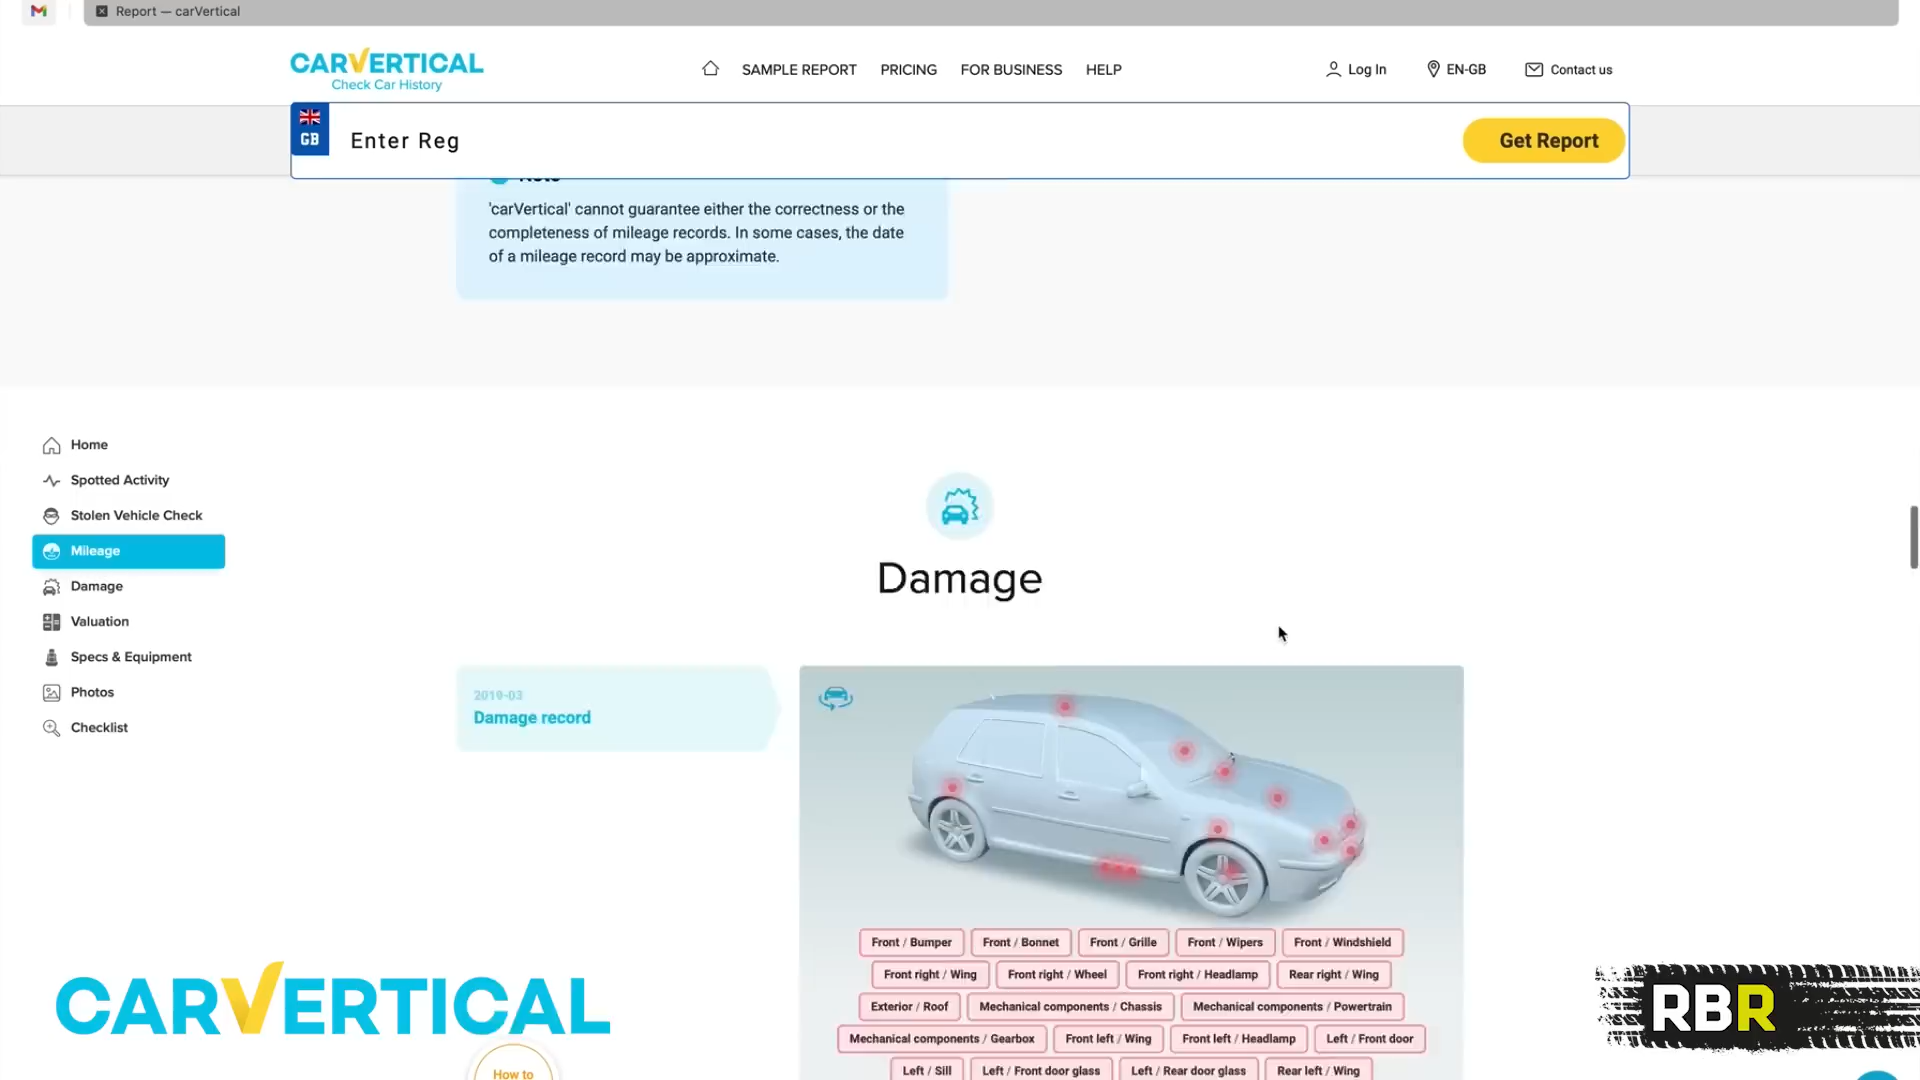 Report — carVertical
CARVERTICAL
Check Car History
SAMPLE REPORT
PRICING
FOR BUSINESS
HELP
Log In
EN-GB
Contact us
GB
Enter Reg
Get Report
Note
'carVertical' cannot guarantee either the correctness or the
completeness of mileage records. In some cases, the date
of a mileage record may be approximate.
Home
Spotted Activity
Stolen Vehicle Check
Mileage
Damage
Valuation
Specs & Equipment
Photos
Checklist
Damage
2019-03
Damage record
Front / Bumper
Front / Bonnet
Front / Grille
Front / Wipers
Front / Windshield
Front right / Wing
Front right / Wheel
Front right / Headlamp
Rear right / Wing
Exterior / Roof
Mechanical components / Chassis
Mechanical components / Powertrain
Mechanical components / Gearbox
Front left / Wing
Front left / Headlamp
Left / Front door
Left / Sill
Left / Front door glass
Left / Rear door glass
Rear left / Wing
CARVERTICAL
How to
RBR